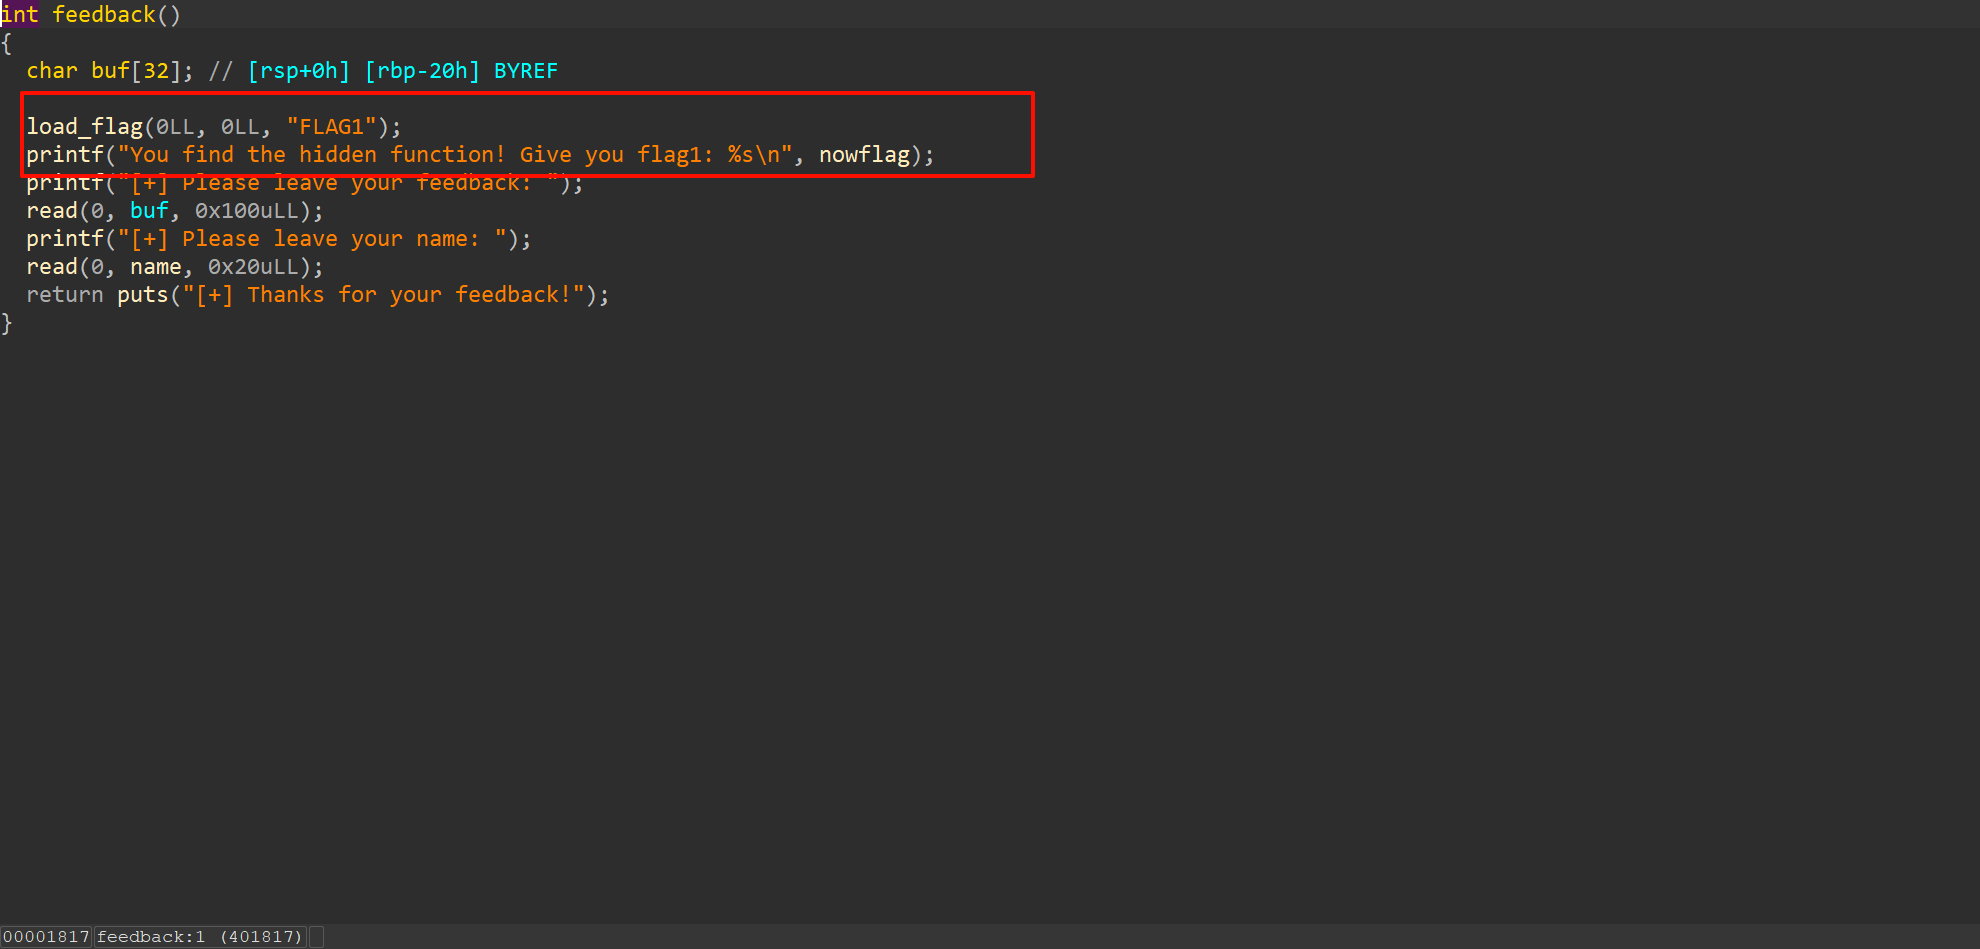 int feedback()
{
  char buf[32]; // [rsp+0h] [rbp-20h] BYREF

  load_flag(0LL, 0LL, "FLAG1");
  printf("You find the hidden function! Give you flag1: %s\n", nowflag);
  printf("[+] Please leave your feedback: ");
  read(0, buf, 0x100uLL);
  printf("[+] Please leave your name: ");
  read(0, name, 0x20uLL);
  return puts("[+] Thanks for your feedback!");
}
00001817 feedback:1 (401817)